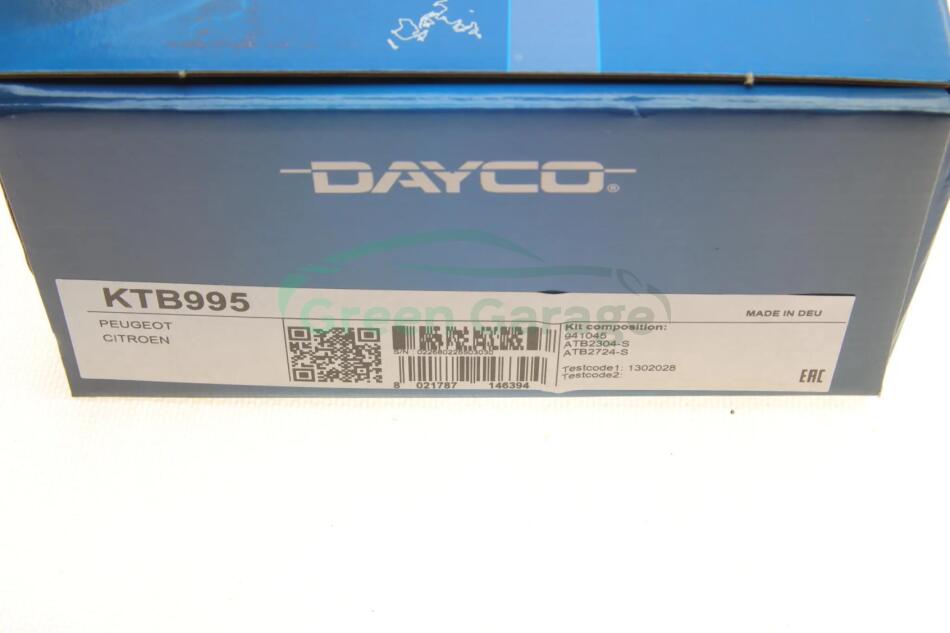 DAYCO®
KTB995
PEUGEOT
CITROEN
MADE IN DEU
Green Garage
Kit composition:
941045
ATB2304-S
ATB2724-S
S/N
Testcode1: 1302028
Testcode2:
8 021787 146394
EAC